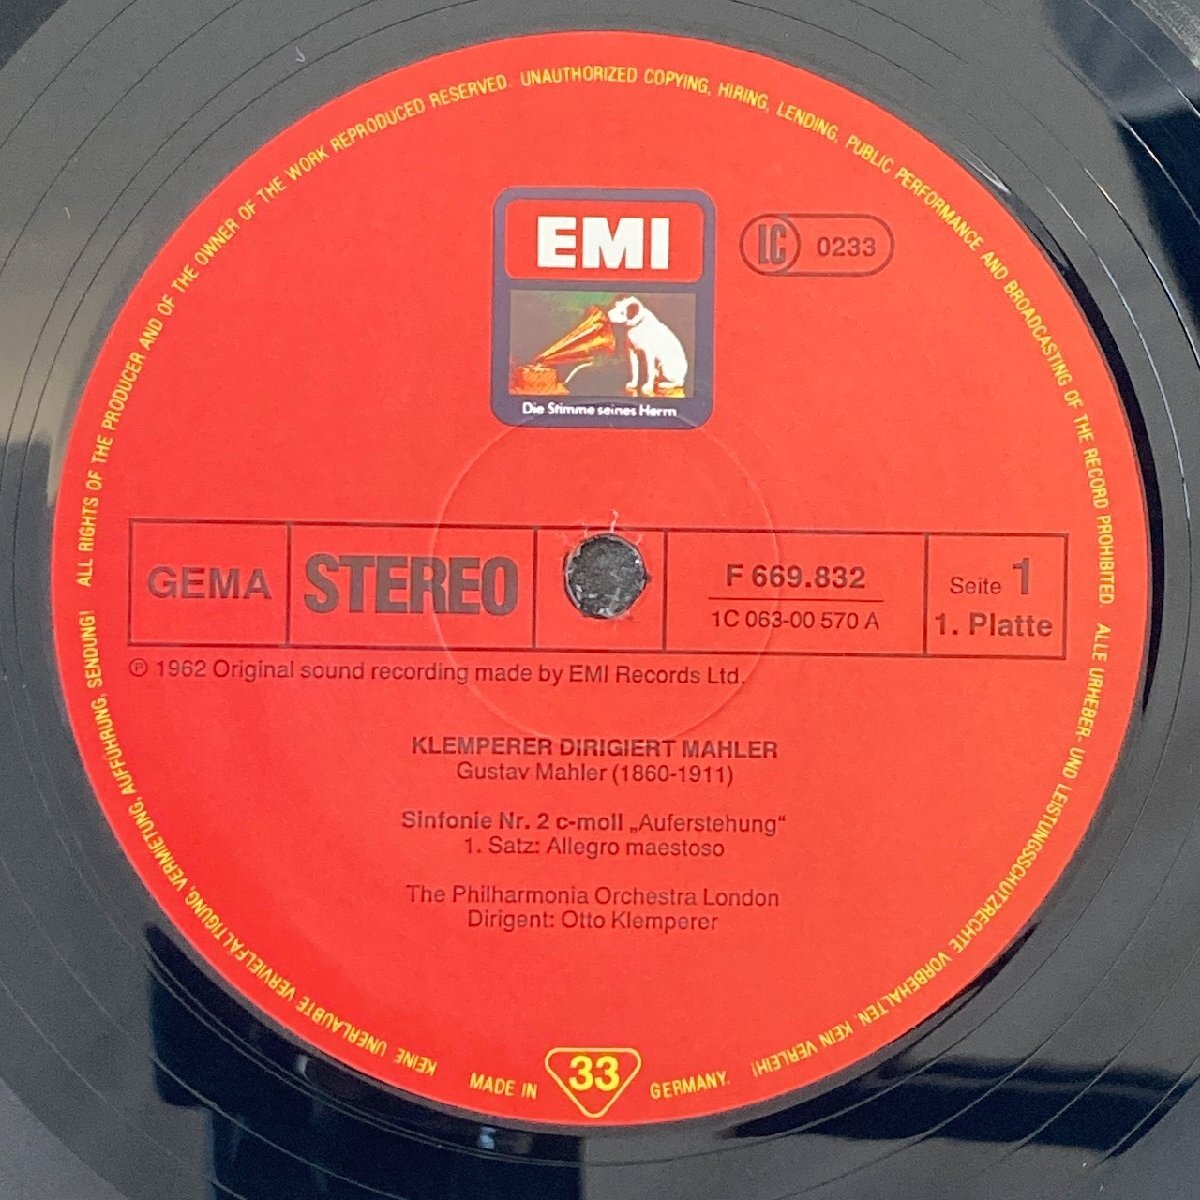 ALL RIGHTS OF THE PRODUCER AND OF THE OWNER OF THE WORK REPRODUCED RESERVED. UNAUTHORIZED COPYING, HIRING, LENDING, PUBLIC PERFORMANCE AND BROADCASTING OF THE RECORD PROHIBITED.
ALLE URHEBER- UND LEISTUNGSSCHUTZRECHTE VORBEHALTEN. KEIN VERLEIH! KEINE UNERLAUBTE VERVIELFÄLTIGUNG, VERMIETUNG, AUFFÜHRUNG, SENDUNG!
EMI
Die Stimme seines Herrn
LC 0233
GEMA
STEREO
F 669.832
1C 063-00 570 A
Seite 1
1. Platte
℗ 1962 Original sound recording made by EMI Records Ltd.
KLEMPERER DIRIGIERT MAHLER
Gustav Mahler (1860-1911)
Sinfonie Nr. 2 c-moll „Auferstehung“
1. Satz: Allegro maestoso
The Philharmonia Orchestra London
Dirigent: Otto Klemperer
MADE IN 33 GERMANY.